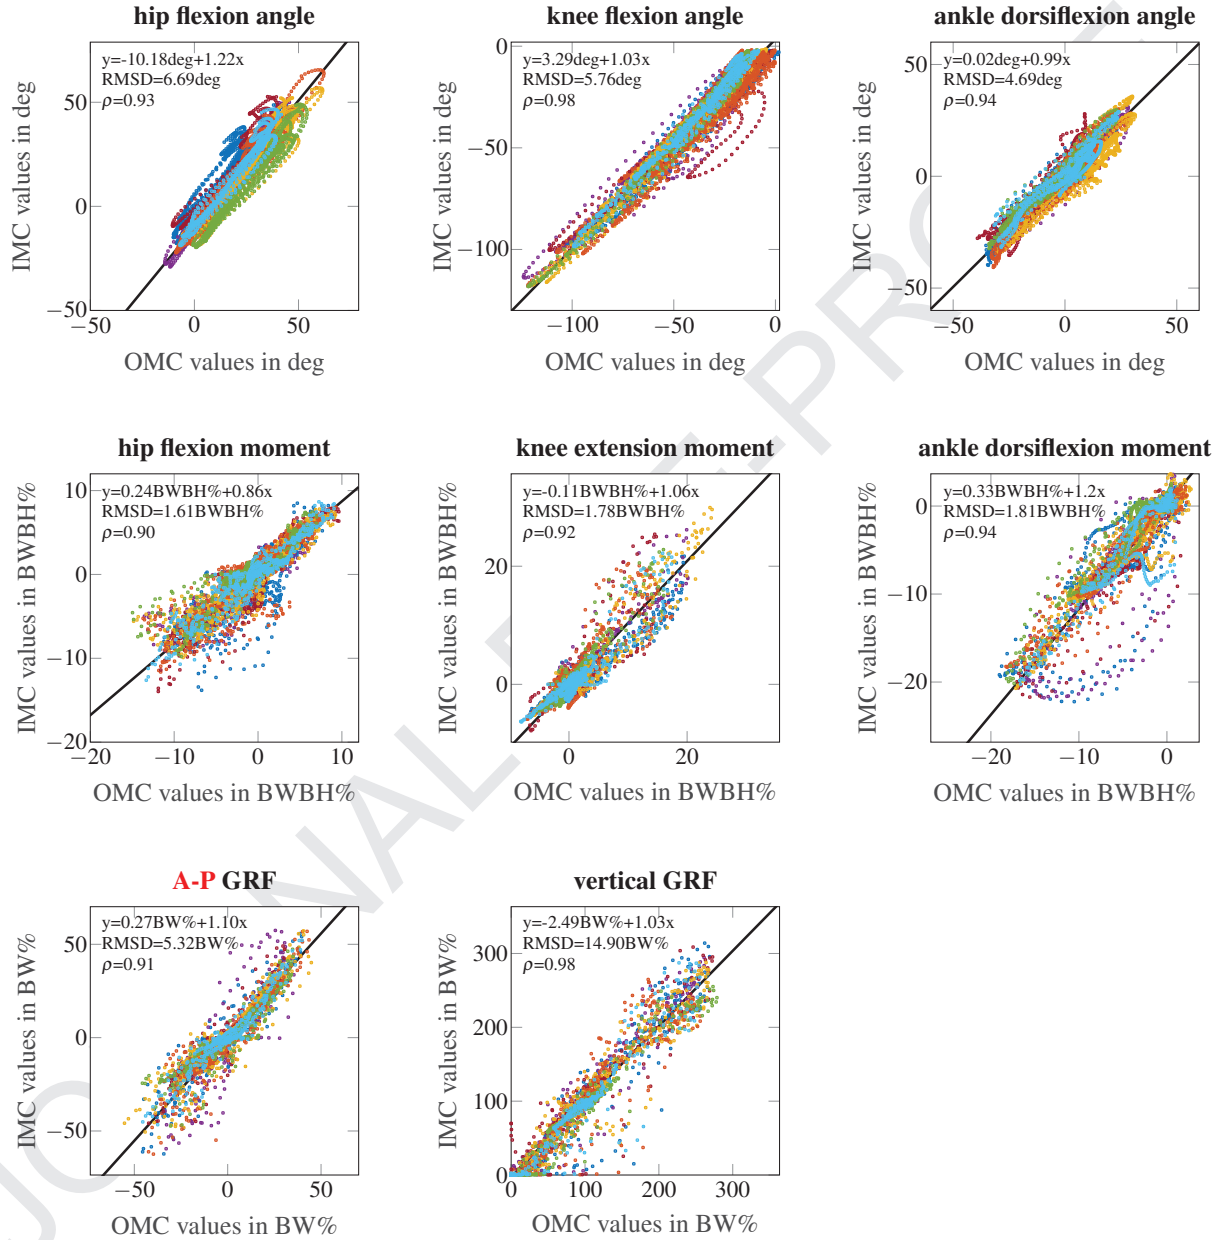 hip flexion angle
y=-10.18deg+1.22x
RMSD=6.69deg
ρ=0.93
IMC values in deg
50
0
−50
−50 0 50
OMC values in deg
knee flexion angle
y=3.29deg+1.03x
RMSD=5.76deg
ρ=0.98
IMC values in deg
0
−50
−100
−100 −50 0
OMC values in deg
ankle dorsiflexion angle
y=0.02deg+0.99x
RMSD=4.69deg
ρ=0.94
IMC values in deg
50
0
−50
0 50
OMC values in deg
hip flexion moment
y=0.24BWBH%+0.86x
RMSD=1.61BWBH%
ρ=0.90
IMC values in BWBH%
10
0
−10
−20
−20 −10 0 10
OMC values in BWBH%
knee extension moment
y=-0.11BWBH%+1.06x
RMSD=1.78BWBH%
ρ=0.92
IMC values in BWBH%
20
0
0 20
OMC values in BWBH%
ankle dorsiflexion moment
y=0.33BWBH%+1.2x
RMSD=1.81BWBH%
ρ=0.94
IMC values in BWBH%
0
−10
−20
−20 −10 0
OMC values in BWBH%
A-P GRF
y=0.27BW%+1.10x
RMSD=5.32BW%
ρ=0.91
IMC values in BW%
50
0
−50
−50 0 50
OMC values in BW%
vertical GRF
y=-2.49BW%+1.03x
RMSD=14.90BW%
ρ=0.98
IMC values in BW%
300
200
100
0
0 100 200 300
OMC values in BW%